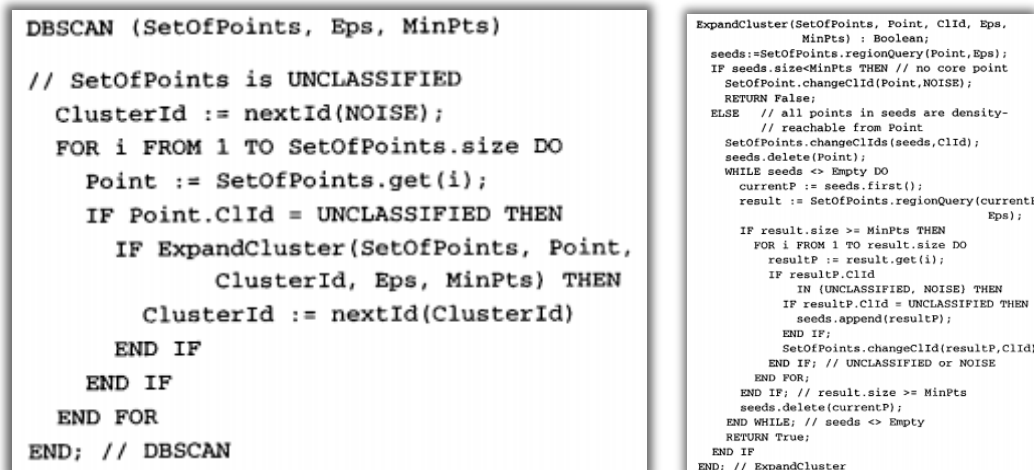 DBSCAN (SetOfPoints, Eps, MinPts)
// SetOfPoints is UNCLASSIFIED
ClusterId := nextId(NOISE);
FOR i FROM 1 TO SetOfPoints.size DO
Point := SetOfPoints.get(i);
IF Point.ClId = UNCLASSIFIED THEN
IF ExpandCluster(SetOfPoints, Point,
ClusterId, Eps, MinPts) THEN
ClusterId := nextId(ClusterId)
END IF
END IF
END FOR
END; // DBSCAN
ExpandCluster(SetOfPoints, Point, ClId, Eps,
MinPts) : Boolean;
seeds:=SetOfPoints.regionQuery(Point,Eps);
IF seeds.size<MinPts THEN // no core point
SetOfPoint.changeClId(Point,NOISE);
RETURN False;
ELSE // all points in seeds are density-
// reachable from Point
SetOfPoints.changeClIds(seeds,ClId);
seeds.delete(Point);
WHILE seeds <> Empty DO
currentP := seeds.first();
result := SetOfPoints.regionQuery(currentP
Eps);
IF result.size >= MinPts THEN
FOR i FROM 1 TO result.size DO
resultP := result.get(i);
IF resultP.ClId
IN {UNCLASSIFIED, NOISE} THEN
IF resultP.ClId = UNCLASSIFIED THEN
seeds.append(resultP);
END IF;
SetOfPoints.changeClId(resultP,ClId)
END IF; // UNCLASSIFIED or NOISE
END FOR;
END IF; // result.size >= MinPts
seeds.delete(currentP);
END WHILE; // seeds <> Empty
RETURN True;
END IF
END; // ExpandCluster